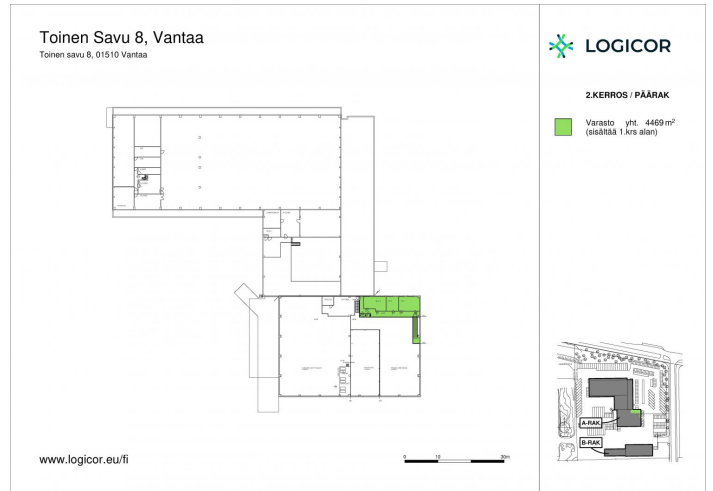 Toinen Savu 8, Vantaa
Toinen savu 8, 01510 Vantaa
LOGICOR
2.KERROS / PÄÄRAK
Varasto yht. 4469 m²
(sisältää 1.krs alan)
A-RAK
B-RAK
www.logicor.eu/fi
0 10 30m